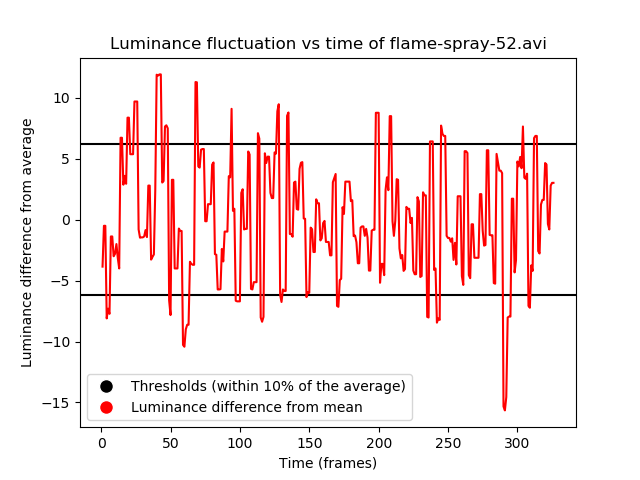 Luminance fluctuation vs time of flame-spray-52.avi
Luminance difference from average
10
5
0
−5
−10
−15
Thresholds (within 10% of the average)
Luminance difference from mean
0 50 100 150 200 250 300
Time (frames)